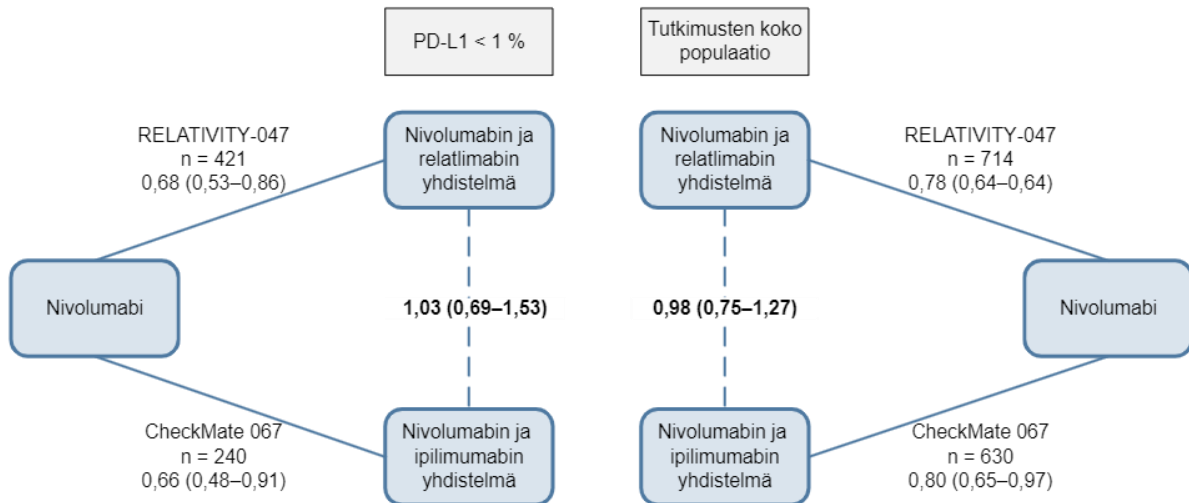 PD-L1 < 1 %
Tutkimusten koko
populaatio
RELATIVITY-047
n = 421
0,68 (0,53–0,86)
Nivolumabin ja
relatlimabin
yhdistelmä
Nivolumabin ja
relatlimabin
yhdistelmä
RELATIVITY-047
n = 714
0,78 (0,64–0,64)
Nivolumabi
1,03 (0,69–1,53)
0,98 (0,75–1,27)
Nivolumabi
CheckMate 067
n = 240
0,66 (0,48–0,91)
Nivolumabin ja
ipilimumabin
yhdistelmä
Nivolumabin ja
ipilimumabin
yhdistelmä
CheckMate 067
n = 630
0,80 (0,65–0,97)